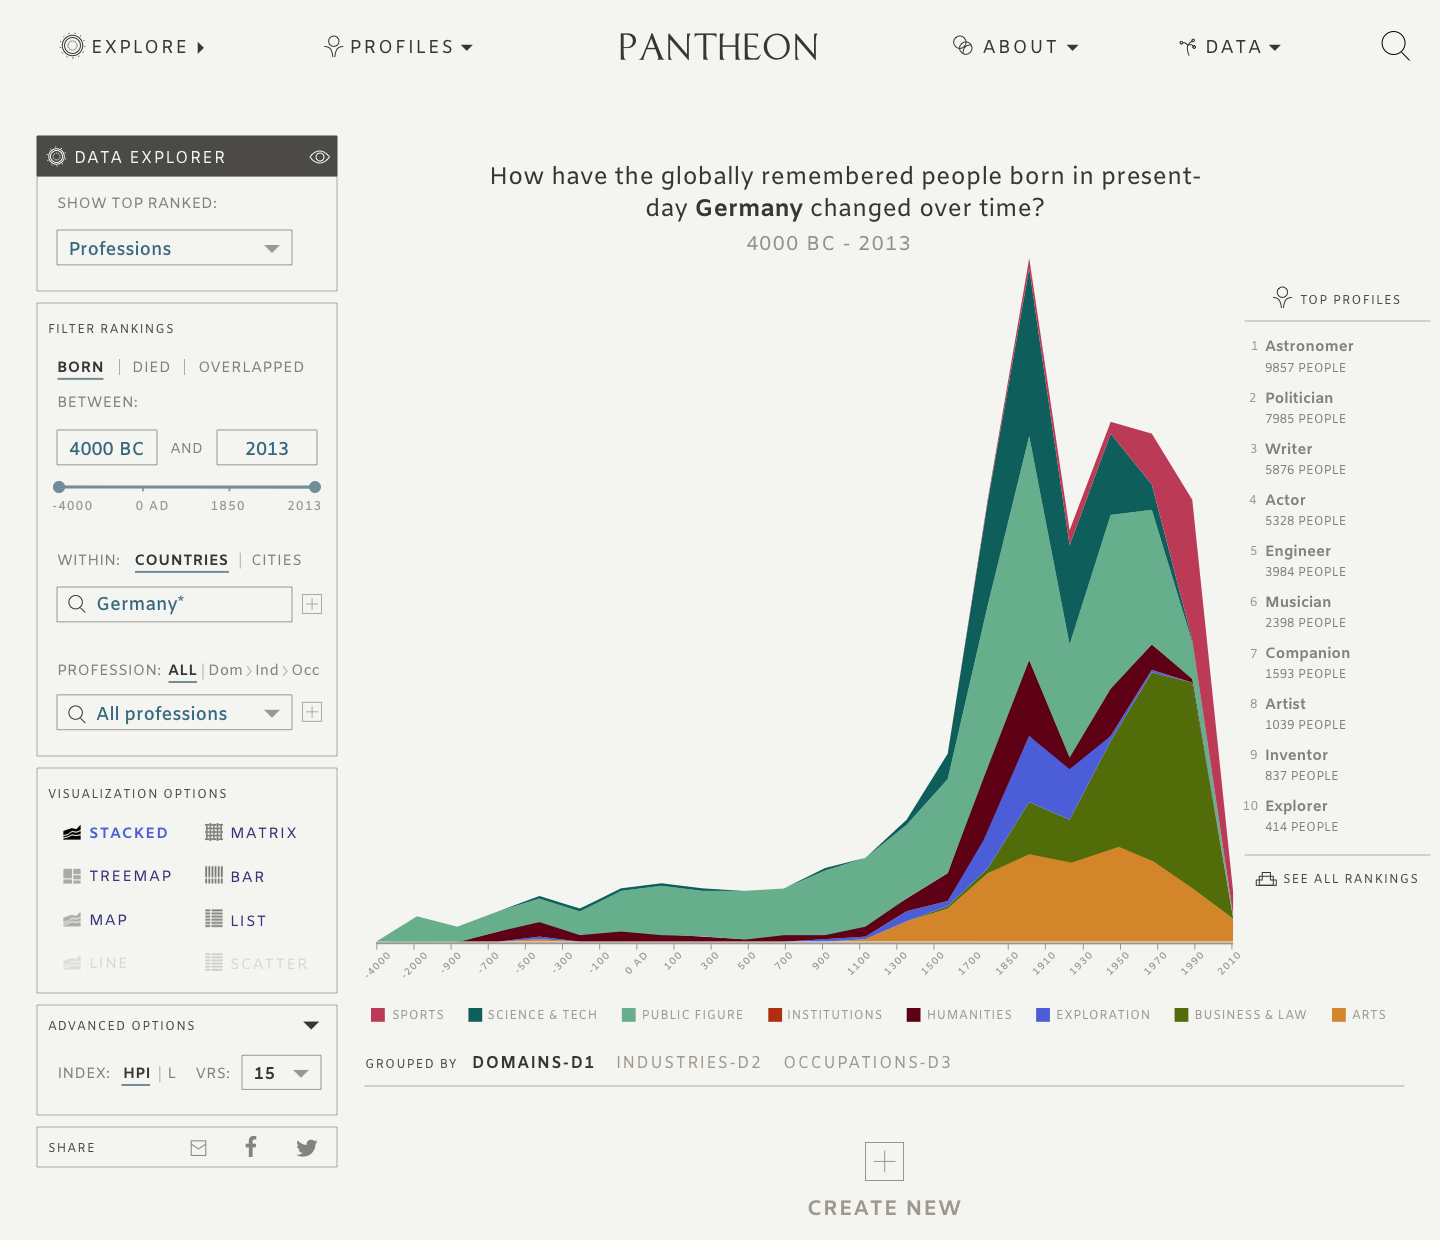 EXPLORE
PROFILES
PANTHEON
ABOUT
DATA
DATA EXPLORER
SHOW TOP RANKED:
Professions
FILTER RANKINGS
BORN | DIED | OVERLAPPED
BETWEEN:
4000 BC AND 2013
-4000 0 AD 1850 2013
WITHIN: COUNTRIES | CITIES
Germany*
PROFESSION: ALL | Dom > Ind > Occ
All professions
VISUALIZATION OPTIONS
STACKED MATRIX
TREEMAP BAR
MAP LIST
LINE SCATTER
ADVANCED OPTIONS
INDEX: HPI | L VRS: 15
SHARE
How have the globally remembered people born in present-
day Germany changed over time?
4000 BC - 2013
-4000 -2000 -900 -700 -500 -300 -100 0 AD 100 300 500 700 900 1100 1300 1500 1700 1850 1910 1930 1950 1970 1990 2010
SPORTS SCIENCE & TECH PUBLIC FIGURE INSTITUTIONS HUMANITIES EXPLORATION BUSINESS & LAW ARTS
GROUPED BY DOMAINS-D1 INDUSTRIES-D2 OCCUPATIONS-D3
CREATE NEW
TOP PROFILES
1 Astronomer
9857 PEOPLE
2 Politician
7985 PEOPLE
3 Writer
5876 PEOPLE
4 Actor
5328 PEOPLE
5 Engineer
3984 PEOPLE
6 Musician
2398 PEOPLE
7 Companion
1593 PEOPLE
8 Artist
1039 PEOPLE
9 Inventor
837 PEOPLE
10 Explorer
414 PEOPLE
SEE ALL RANKINGS